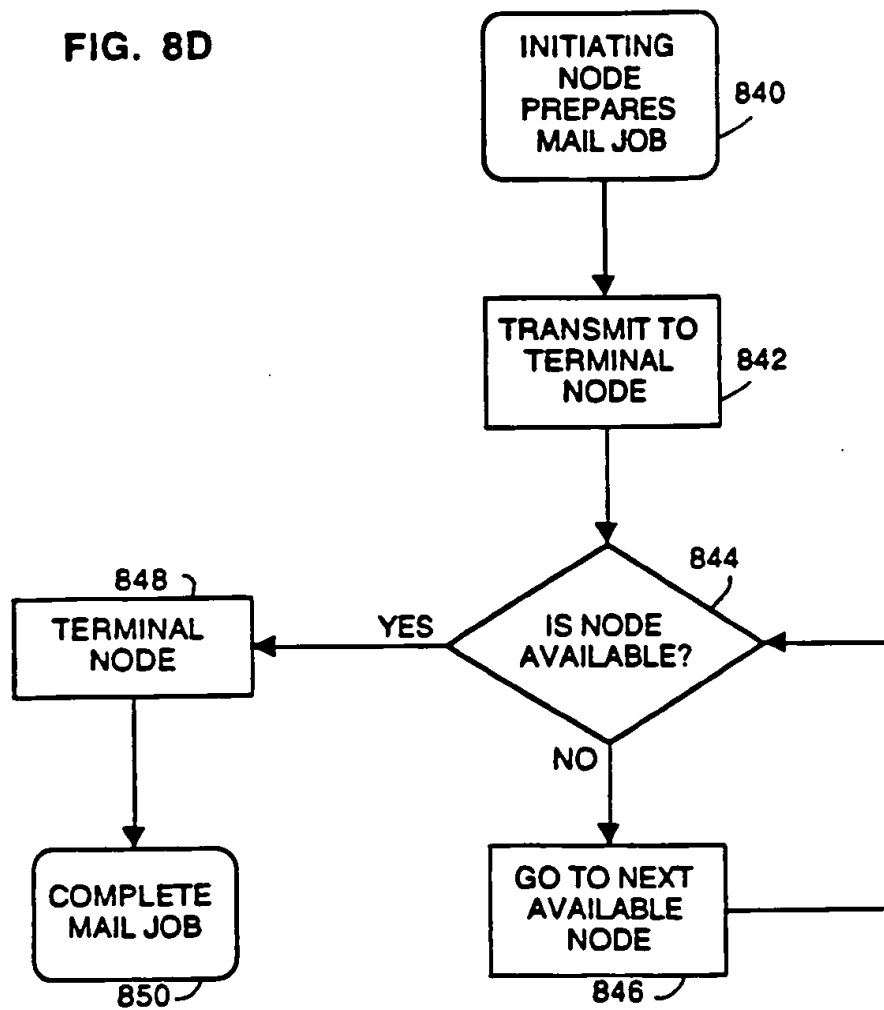 FIG. 8D
INITIATING
NODE
PREPARES
MAIL JOB
840
TRANSMIT TO
TERMINAL
NODE
842
844
IS NODE
AVAILABLE?
YES
848
TERMINAL
NODE
NO
COMPLETE
MAIL JOB
850
GO TO NEXT
AVAILABLE
NODE
846